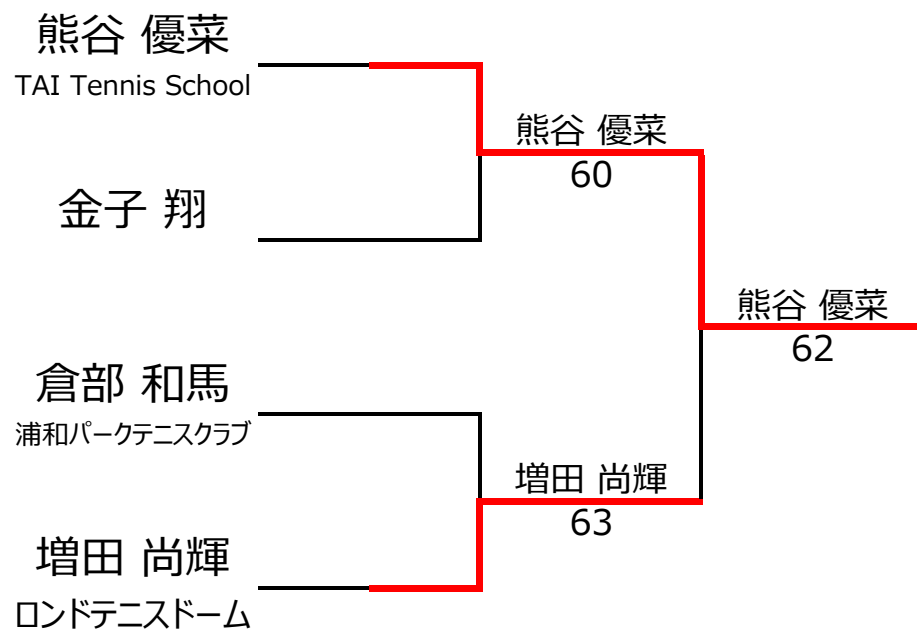 熊谷 優菜
TAI Tennis School
金子 翔
倉部 和馬
浦和パークテニスクラブ
増田 尚輝
ロンドテニスドーム
熊谷 優菜
60
増田 尚輝
63
熊谷 優菜
62